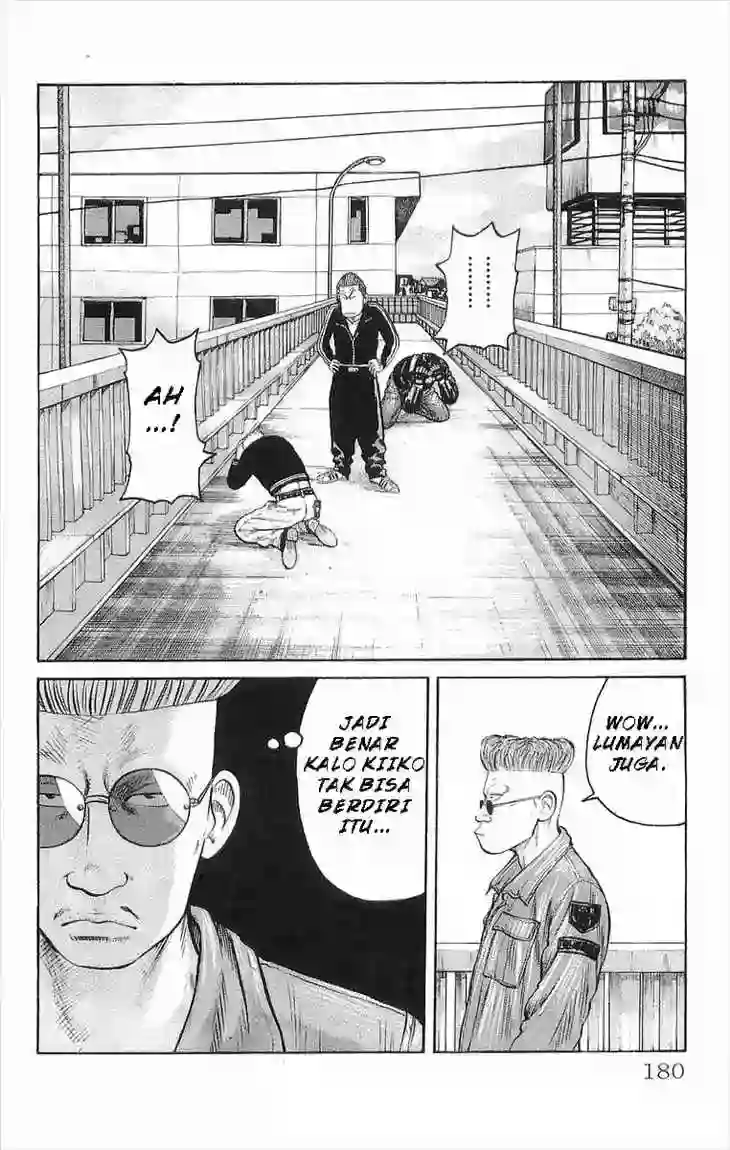 ........
AH
...!
WOW...
LUMAYAN
JUGA.
JADI
BENAR
KALO KIIKO
TAK BISA
BERDIRI
ITU...
180